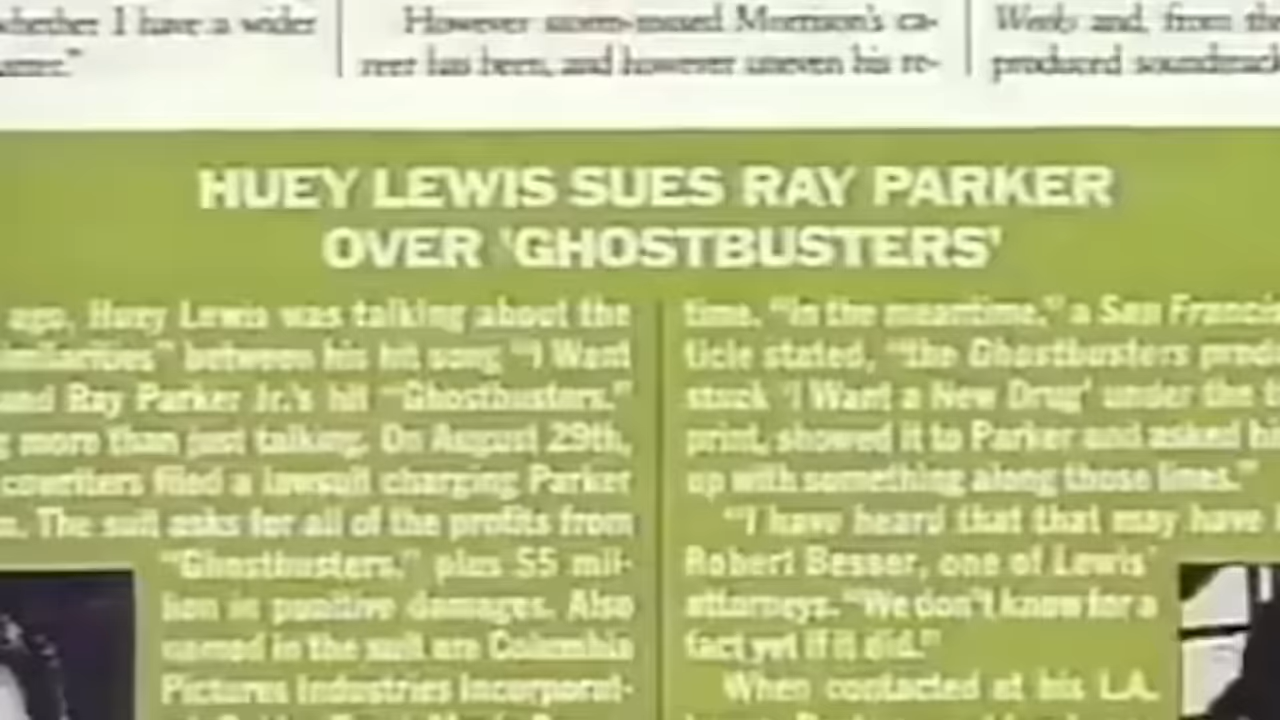 whether I have a wider
However storm-tossed Morrison's ca-
reer has been, and however uneven his re-
Weeks and, from the
produced soundtrack
HUEY LEWIS SUES RAY PARKER
OVER 'GHOSTBUSTERS'
ago, Huey Lewis was talking about the
between his hit song "I Want
and Ray Parker Jr.'s hit "Ghostbusters."
more than just talking. On August 29th,
cowriters filed a lawsuit charging Parker
The suit asks for all of the profits from
"Ghostbusters," plus $5 mil-
lion in punitive damages. Also
named in the suit are Columbia
Pictures Industries Incorporat-
time. "In the meantime," a San Francis
ticle stated, "the Ghostbusters prod
stuck 'I Want a New Drug' under the
print, showed it to Parker and asked hi
up with something along those lines."
"I have heard that that may have
Robert Besser, one of Lewis'
attorneys. "We don't know for a
fact yet if it did."
When contacted at his L.A.